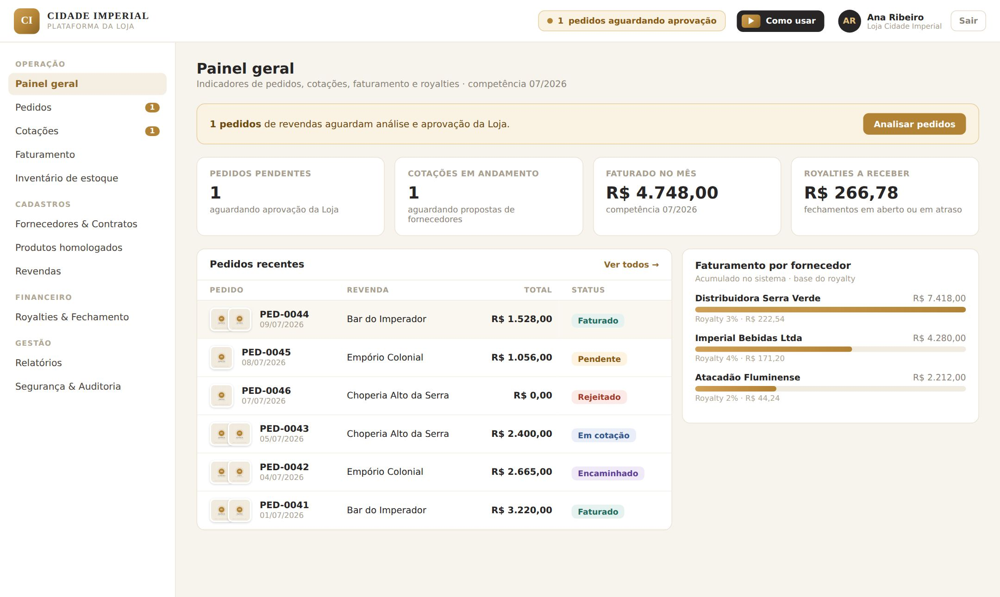 CI
CIDADE IMPERIAL
PLATAFORMA DA LOJA
1 pedidos aguardando aprovação
Como usar
AR
Ana Ribeiro
Loja Cidade Imperial
Sair
OPERAÇÃO
Painel geral
Pedidos 1
Cotações 1
Faturamento
Inventário de estoque
CADASTROS
Fornecedores & Contratos
Produtos homologados
Revendas
FINANCEIRO
Royalties & Fechamento
GESTÃO
Relatórios
Segurança & Auditoria
Painel geral
Indicadores de pedidos, cotações, faturamento e royalties · competência 07/2026
1 pedidos de revendas aguardam análise e aprovação da Loja.
Analisar pedidos
PEDIDOS PENDENTES
1
aguardando aprovação da Loja
COTAÇÕES EM ANDAMENTO
1
aguardando propostas de
fornecedores
FATURADO NO MÊS
R$ 4.748,00
competência 07/2026
ROYALTIES A RECEBER
R$ 266,78
fechamentos em aberto ou em atraso
Pedidos recentes
Ver todos →
PEDIDO REVENDA TOTAL STATUS
PED-0044
09/07/2026
Bar do Imperador
R$ 1.528,00
Faturado
PED-0045
08/07/2026
Empório Colonial
R$ 1.056,00
Pendente
PED-0046
07/07/2026
Choperia Alto da Serra
R$ 0,00
Rejeitado
PED-0043
05/07/2026
Choperia Alto da Serra
R$ 2.400,00
Em cotação
PED-0042
04/07/2026
Empório Colonial
R$ 2.665,00
Encaminhado
PED-0041
01/07/2026
Bar do Imperador
R$ 3.220,00
Faturado
Faturamento por fornecedor
Acumulado no sistema · base do royalty
Distribuidora Serra Verde R$ 7.418,00
Royalty 3% · R$ 222,54
Imperial Bebidas Ltda R$ 4.280,00
Royalty 4% · R$ 171,20
Atacadão Fluminense R$ 2.212,00
Royalty 2% · R$ 44,24